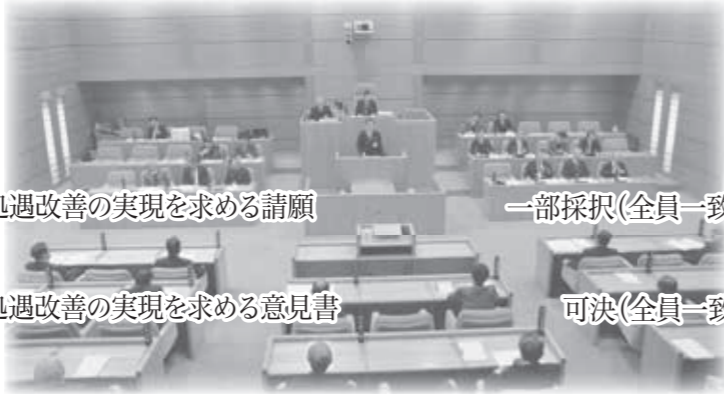 処遇改善の実現を求める請願 一部採択(全員一致
処遇改善の実現を求める意見書 可決(全員一致